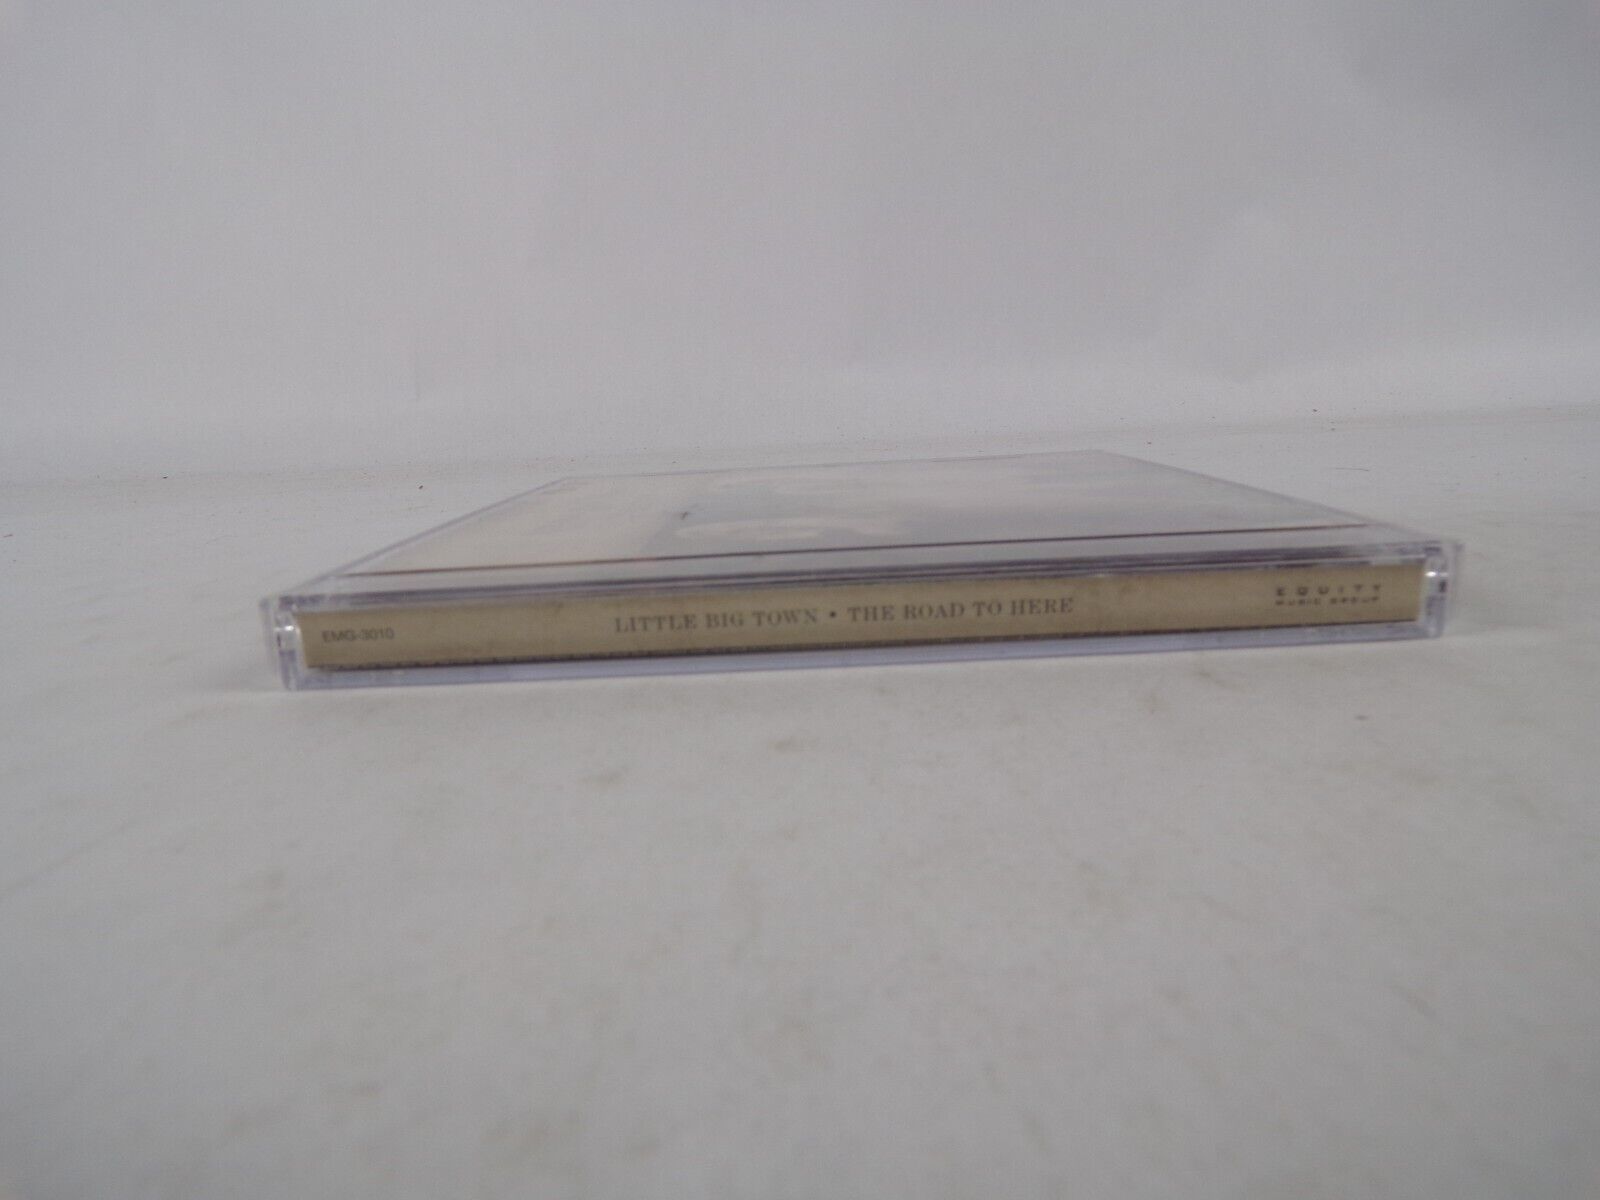 EMG-3010
LITTLE BIG TOWN • THE ROAD TO HERE
EQUITY
MUSIC GROUP